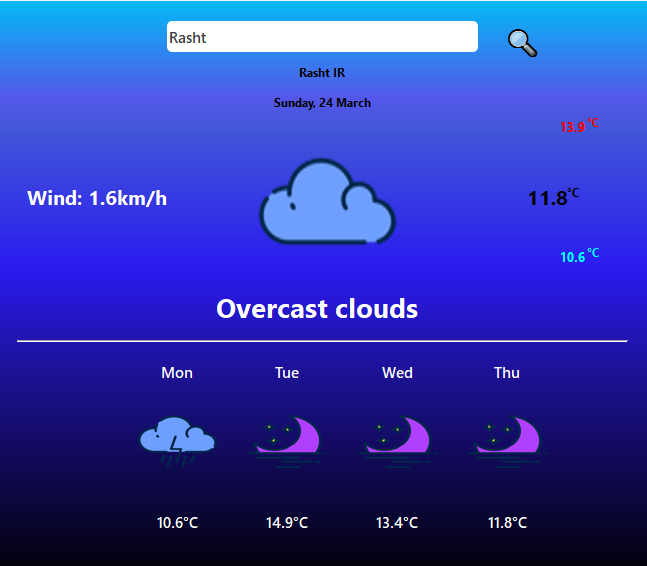 Rasht
Rasht IR
Sunday, 24 March
13.9 °C
Wind: 1.6km/h
11.8°C
10.6 °C
Overcast clouds
Mon Tue Wed Thu
10.6°C 14.9°C 13.4°C 11.8°C